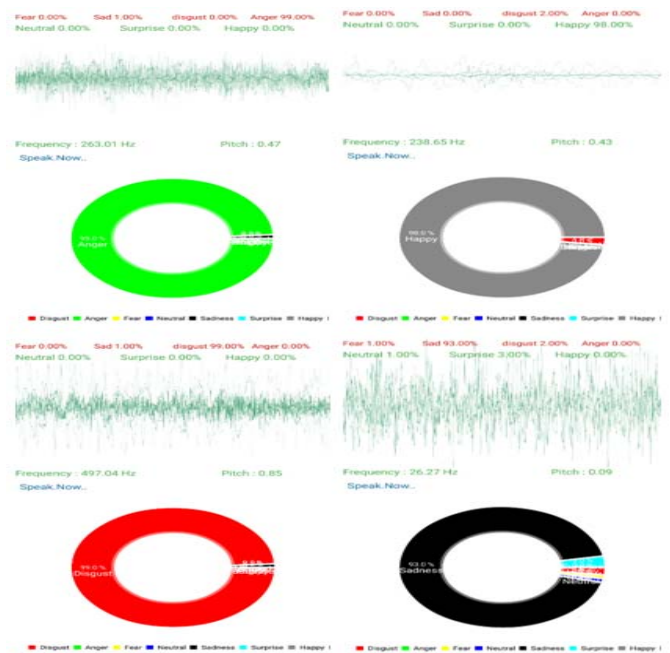 Fear 0.00% Sad 1.00% disgust 0.00% Anger 99.00%
Neutral 0.00% Surprise 0.00% Happy 0.00%
Frequency : 263.01 Hz Pitch : 0.47
Speak Now..
99.0 %
Anger
Disgust Anger Fear Neutral Sadness Surprise Happy
Fear 0.00% Sad 0.00% disgust 2.00% Anger 0.00%
Neutral 0.00% Surprise 0.00% Happy 98.00%
Frequency : 238.65 Hz Pitch : 0.43
Speak Now..
98.0 %
Happy
Disgust Anger Fear Neutral Sadness Surprise Happy
Fear 0.00% Sad 1.00% disgust 99.00% Anger 0.00%
Neutral 0.00% Surprise 0.00% Happy 0.00%
Frequency : 497.04 Hz Pitch : 0.85
Speak Now..
99.0 %
Disgust
Disgust Anger Fear Neutral Sadness Surprise Happy
Fear 1.00% Sad 93.00% disgust 2.00% Anger 0.00%
Neutral 1.00% Surprise 3.00% Happy 0.00%
Frequency : 26.27 Hz Pitch : 0.09
Speak Now..
93.0 %
Sadness
Neutral
Disgust Anger Fear Neutral Sadness Surprise Happy